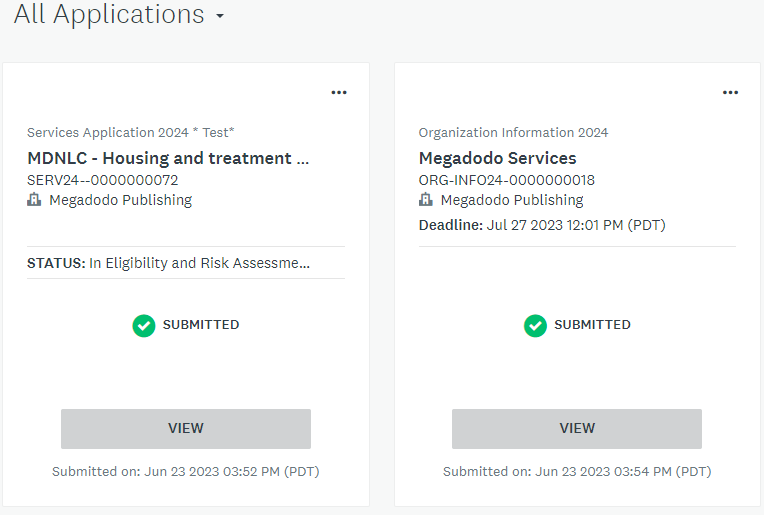 All Applications
Services Application 2024 * Test*
MDNLC - Housing and treatment ...
SERV24--0000000072
Megadodo Publishing
STATUS: In Eligibility and Risk Assessme...
SUBMITTED
VIEW
Submitted on: Jun 23 2023 03:52 PM (PDT)
Organization Information 2024
Megadodo Services
ORG-INFO24-0000000018
Megadodo Publishing
Deadline: Jul 27 2023 12:01 PM (PDT)
SUBMITTED
VIEW
Submitted on: Jun 23 2023 03:54 PM (PDT)